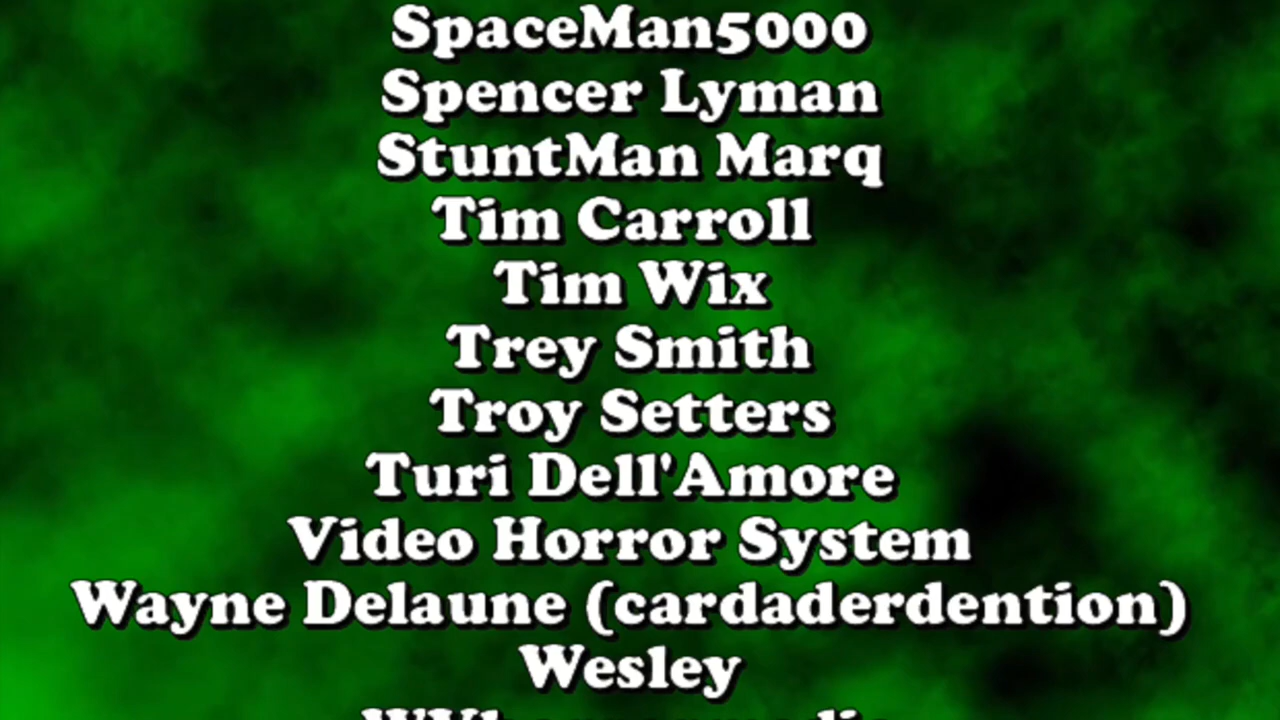 SpaceMan5000
Spencer Lyman
StuntMan Marq
Tim Carroll
Tim Wix
Trey Smith
Troy Setters
Turi Dell'Amore
Video Horror System
Wayne Delaune (cardaderdention)
Wesley